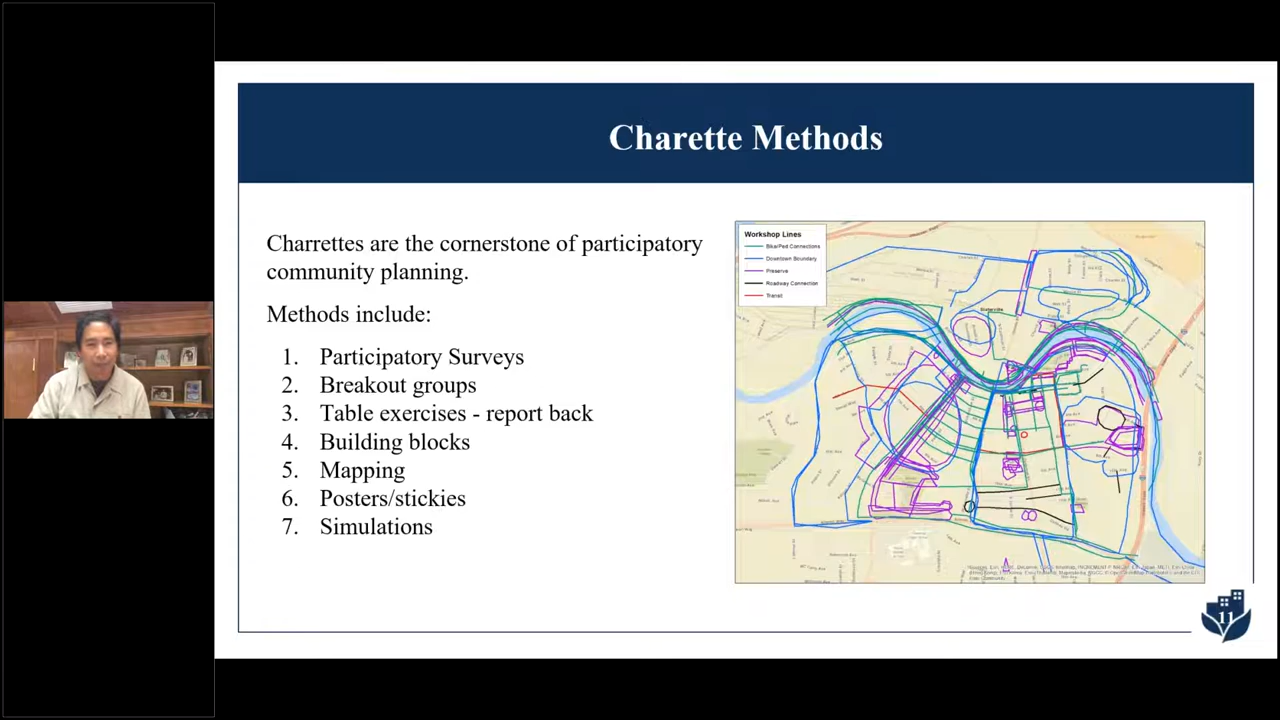 Charette Methods
Charrettes are the cornerstone of participatory
community planning.
Methods include:
1. Participatory Surveys
2. Breakout groups
3. Table exercises - report back
4. Building blocks
5. Mapping
6. Posters/stickies
7. Simulations
Workshop Lines
Bike/Ped Connections
Downtown Boundary
Preserve
Roadway Connection
Transit
11